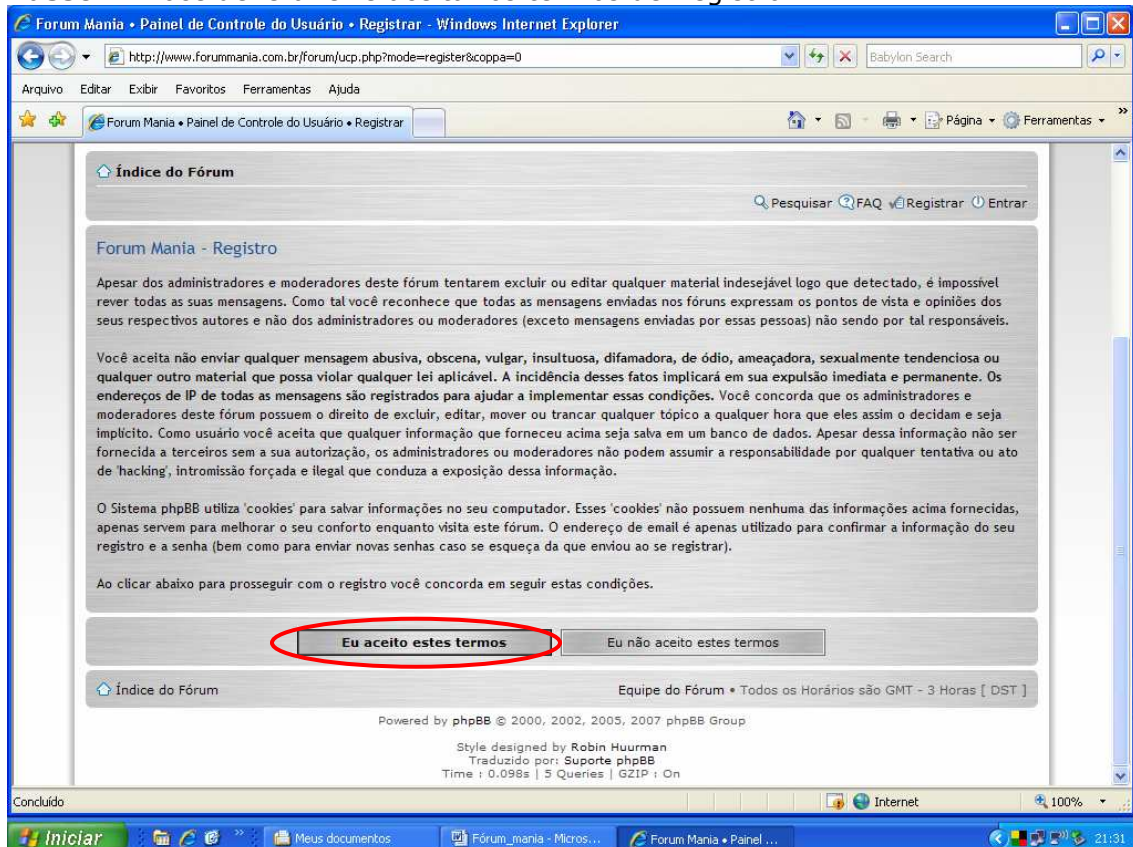 Forum Mania • Painel de Controle do Usuário • Registrar - Windows Internet Explorer
http://www.forummania.com.br/forum/ucp.php?mode=register&coppa=0
Babylon Search
Arquivo Editar Exibir Favoritos Ferramentas Ajuda
Forum Mania • Painel de Controle do Usuário • Registrar
Página Ferramentas »
Índice do Fórum
Pesquisar FAQ Registrar Entrar
Forum Mania - Registro
Apesar dos administradores e moderadores deste fórum tentarem excluir ou editar qualquer material indesejável logo que detectado, é impossível
rever todas as suas mensagens. Como tal você reconhece que todas as mensagens enviadas nos fóruns expressam os pontos de vista e opiniões dos
seus respectivos autores e não dos administradores ou moderadores (exceto mensagens enviadas por essas pessoas) não sendo por tal responsáveis.
Você aceita não enviar qualquer mensagem abusiva, obscena, vulgar, insultuosa, difamadora, de ódio, ameaçadora, sexualmente tendenciosa ou
qualquer outro material que possa violar qualquer lei aplicável. A incidência desses fatos implicará em sua expulsão imediata e permanente. Os
endereços de IP de todas as mensagens são registrados para ajudar a implementar essas condições. Você concorda que os administradores e
moderadores deste fórum possuem o direito de excluir, editar, mover ou trancar qualquer tópico a qualquer hora que eles assim o decidam e seja
implícito. Como usuário você aceita que qualquer informação que forneceu acima seja salva em um banco de dados. Apesar dessa informação não ser
fornecida a terceiros sem a sua autorização, os administradores ou moderadores não podem assumir a responsabilidade por qualquer tentativa ou ato
de 'hacking', intromissão forçada e ilegal que conduza a exposição dessa informação.
O Sistema phpBB utiliza 'cookies' para salvar informações no seu computador. Esses 'cookies' não possuem nenhuma das informações acima fornecidas,
apenas servem para melhorar o seu conforto enquanto visita este fórum. O endereço de email é apenas utilizado para confirmar a informação do seu
registro e a senha (bem como para enviar novas senhas caso se esqueça da que enviou ao se registrar).
Ao clicar abaixo para prosseguir com o registro você concorda em seguir estas condições.
Eu aceito estes termos Eu não aceito estes termos
Índice do Fórum Equipe do Fórum • Todos os Horários são GMT - 3 Horas [ DST ]
Powered by phpBB © 2000, 2002, 2005, 2007 phpBB Group
Style designed by Robin Huurman
Traduzido por: Suporte phpBB
Time : 0.098s | 5 Queries | GZIP : On
Concluído Internet 100%
Iniciar » Meus documentos Fórum_mania - Micros... Forum Mania • Painel ... 21:31